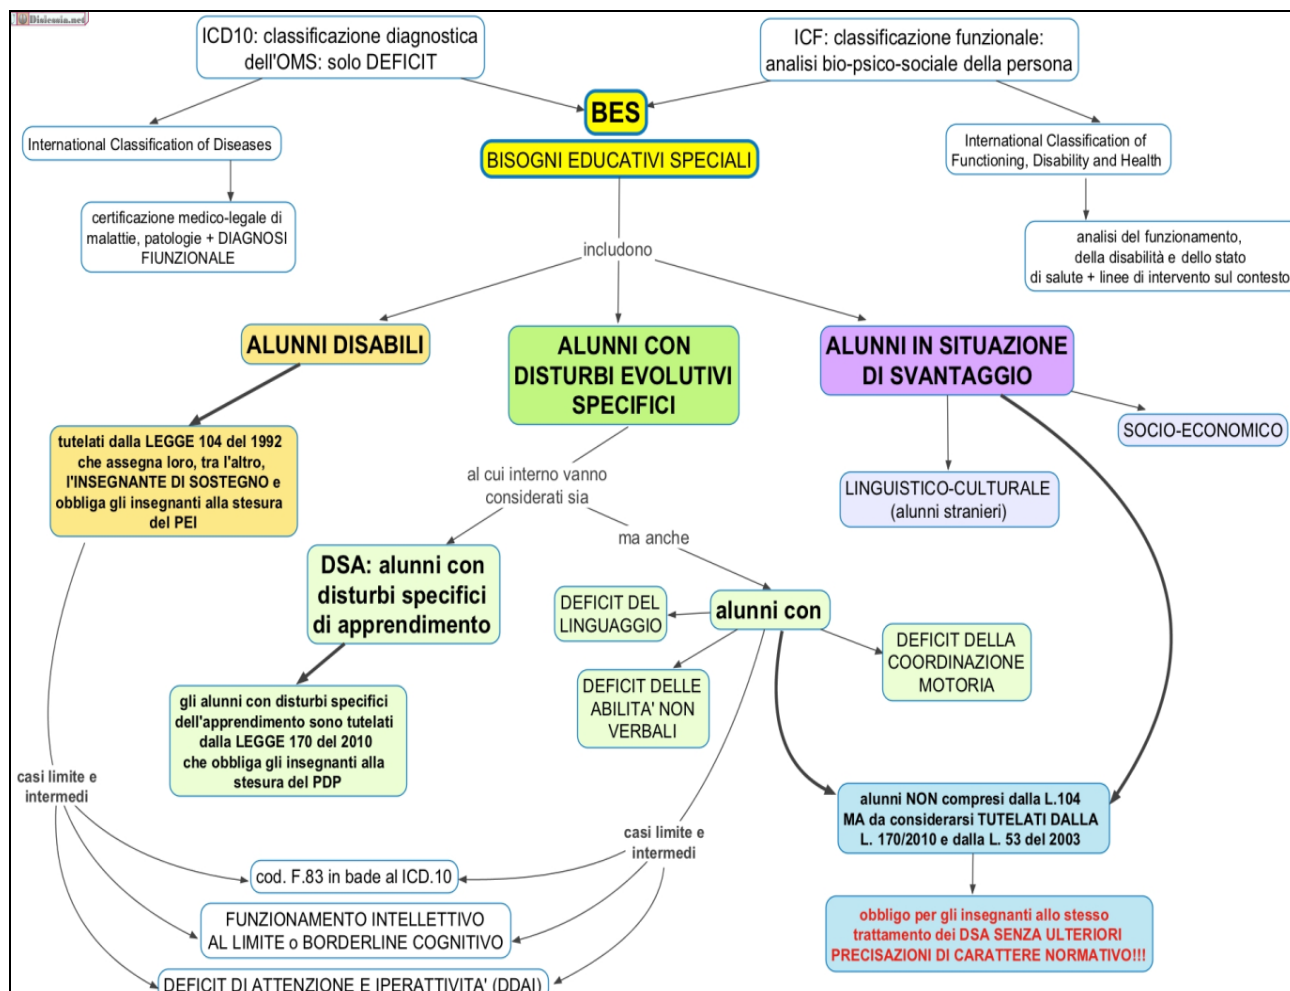 Dislessia.net
ICD10: classificazione diagnostica
dell'OMS: solo DEFICIT
ICF: classificazione funzionale:
analisi bio-psico-sociale della persona
BES
BISOGNI EDUCATIVI SPECIALI
International Classification of Diseases
International Classification of
Functioning, Disability and Health
certificazione medico-legale di
malattie, patologie + DIAGNOSI
FIUNZIONALE
analisi del funzionamento,
della disabilità e dello stato
di salute + linee di intervento sul contesto
includono
ALUNNI DISABILI
ALUNNI CON
DISTURBI EVOLUTIVI
SPECIFICI
ALUNNI IN SITUAZIONE
DI SVANTAGGIO
tutelati dalla LEGGE 104 del 1992
che assegna loro, tra l'altro,
l'INSEGNANTE DI SOSTEGNO e
obbliga gli insegnanti alla stesura
del PEI
al cui interno vanno
considerati sia
SOCIO-ECONOMICO
LINGUISTICO-CULTURALE
(alunni stranieri)
ma anche
DSA: alunni con
disturbi specifici
di apprendimento
alunni con
DEFICIT DEL
LINGUAGGIO
DEFICIT DELLE
ABILITA' NON
VERBALI
DEFICIT DELLA
COORDINAZIONE
MOTORIA
gli alunni con disturbi specifici
dell'apprendimento sono tutelati
dalla LEGGE 170 del 2010
che obbliga gli insegnanti alla
stesura del PDP
casi limite e
intermedi
casi limite e
intermedi
alunni NON compresi dalla L.104
MA da considerarsi TUTELATI DALLA
L. 170/2010 e dalla L. 53 del 2003
cod. F.83 in bade al ICD.10
FUNZIONAMENTO INTELLETTIVO
AL LIMITE o BORDERLINE COGNITIVO
DEFICIT DI ATTENZIONE E IPERATTIVITA' (DDAI)
obbligo per gli insegnanti allo stesso
trattamento dei DSA SENZA ULTERIORI
PRECISAZIONI DI CARATTERE NORMATIVO!!!